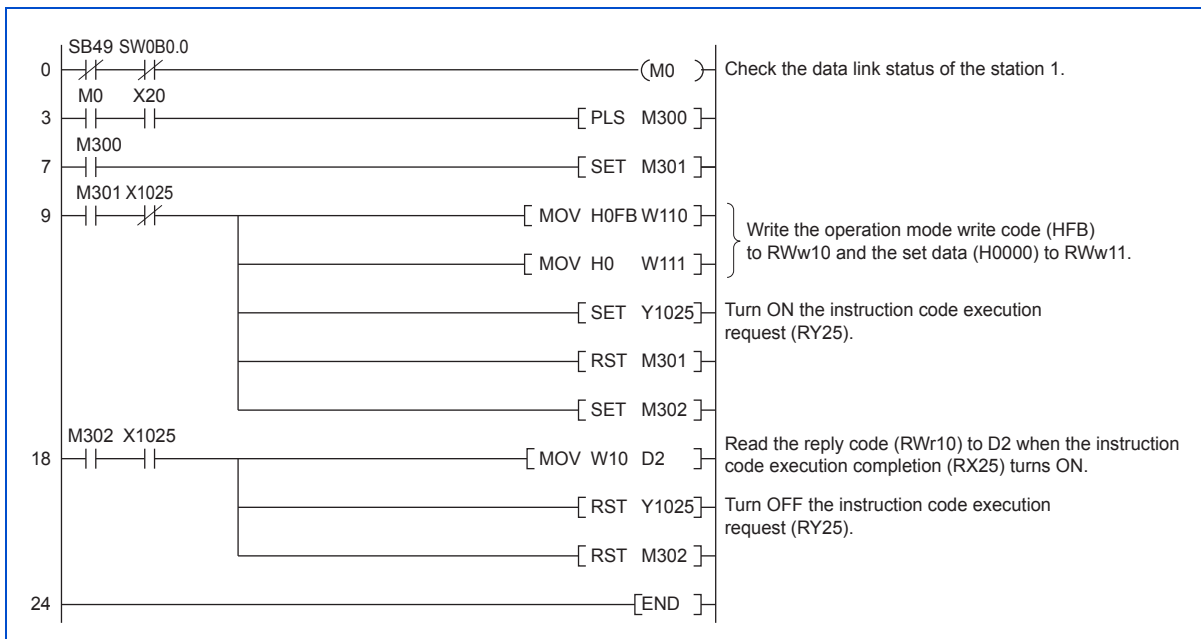 SB49 SW0B0.0
0 (M0 ) Check the data link status of the station 1.
M0 X20
3 [ PLS M300 ]
M300
7 [ SET M301 ]
M301 X1025
9 [ MOV H0FB W110 ]
Write the operation mode write code (HFB)
to RWw10 and the set data (H0000) to RWw11.
[ MOV H0 W111 ]
[ SET Y1025 ] Turn ON the instruction code execution
request (RY25).
[ RST M301 ]
[ SET M302 ]
M302 X1025
18 [ MOV W10 D2 ] Read the reply code (RWr10) to D2 when the instruction
code execution completion (RX25) turns ON.
[ RST Y1025 ] Turn OFF the instruction code execution
request (RY25).
[ RST M302 ]
24 [END ]